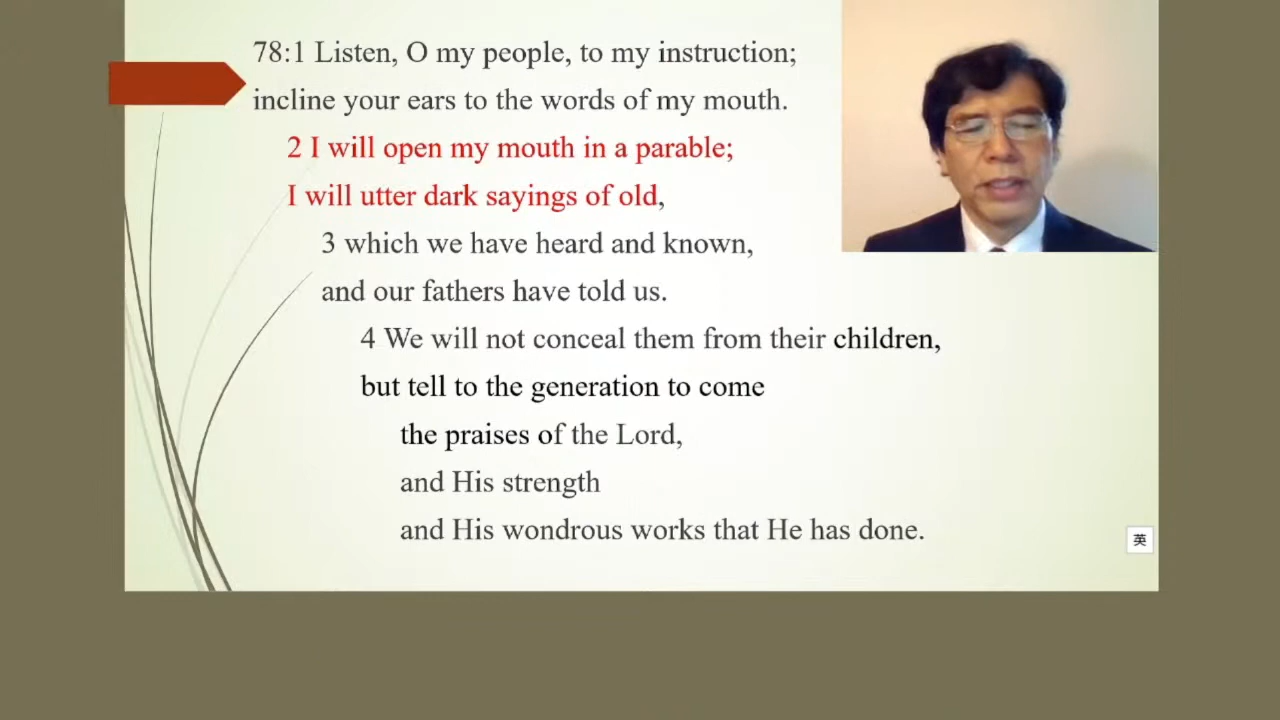 78:1 Listen, O my people, to my instruction;
incline your ears to the words of my mouth.
2 I will open my mouth in a parable;
I will utter dark sayings of old,
3 which we have heard and known,
and our fathers have told us.
4 We will not conceal them from their children,
but tell to the generation to come
the praises of the Lord,
and His strength
and His wondrous works that He has done.
英